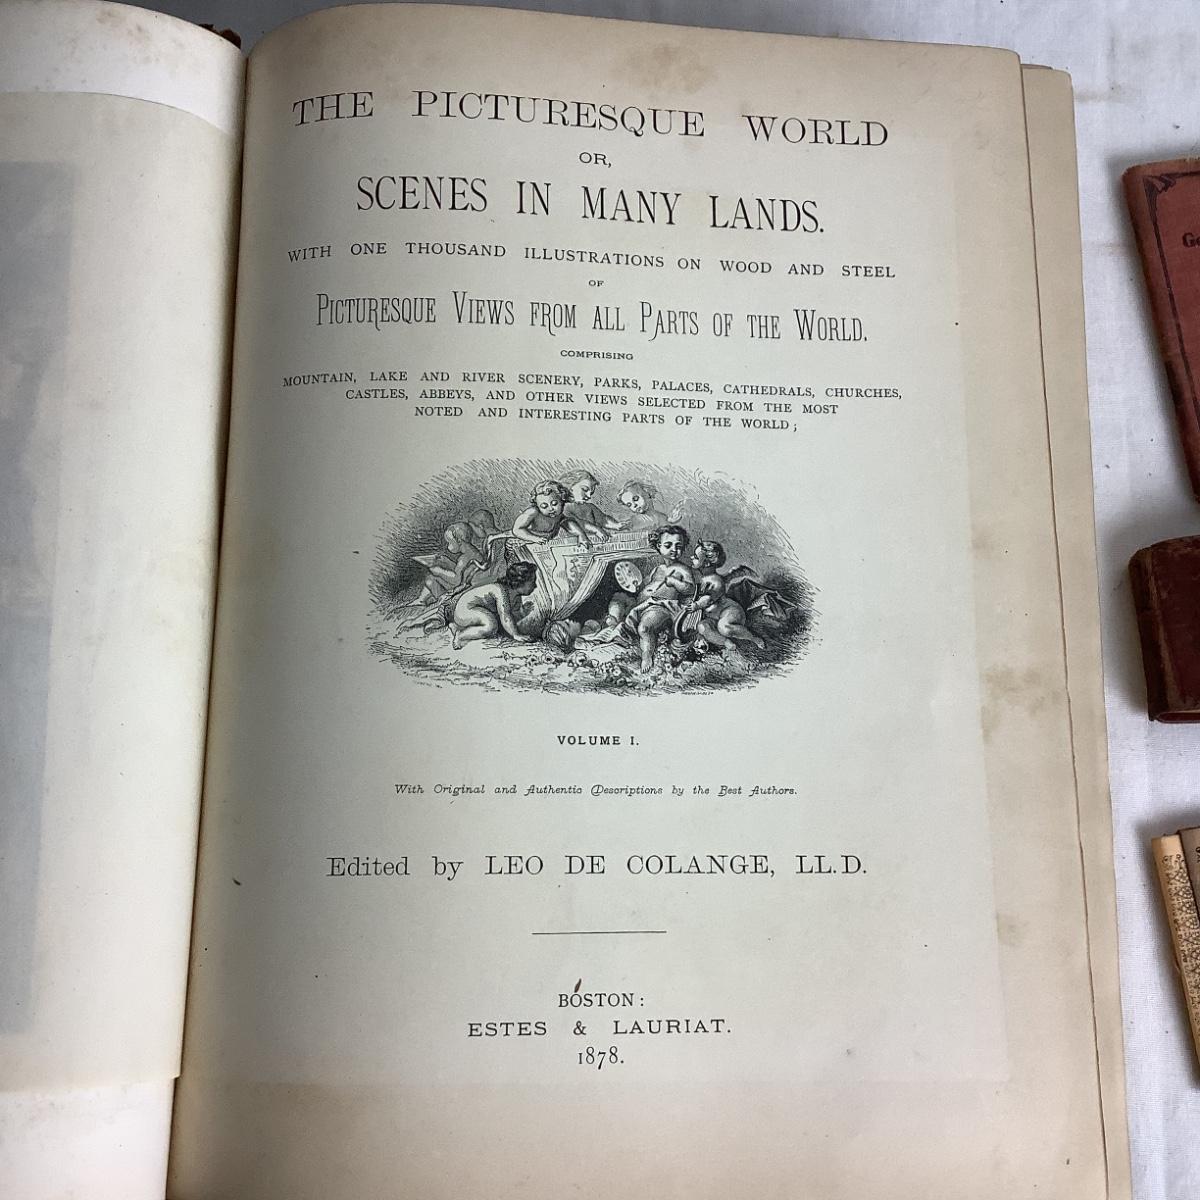 THE PICTURESQUE WORLD
OR,
SCENES IN MANY LANDS.
WITH ONE THOUSAND ILLUSTRATIONS ON WOOD AND STEEL
OF
PICTURESQUE VIEWS FROM ALL PARTS OF THE WORLD.
COMPRISING
MOUNTAIN, LAKE AND RIVER SCENERY, PARKS, PALACES, CATHEDRALS, CHURCHES,
CASTLES, ABBEYS, AND OTHER VIEWS SELECTED FROM THE MOST
NOTED AND INTERESTING PARTS OF THE WORLD;
VOLUME I.
With Original and Authentic Descriptions by the Best Authors.
Edited by LEO DE COLANGE, LL.D.
BOSTON:
ESTES & LAURIAT.
1878.